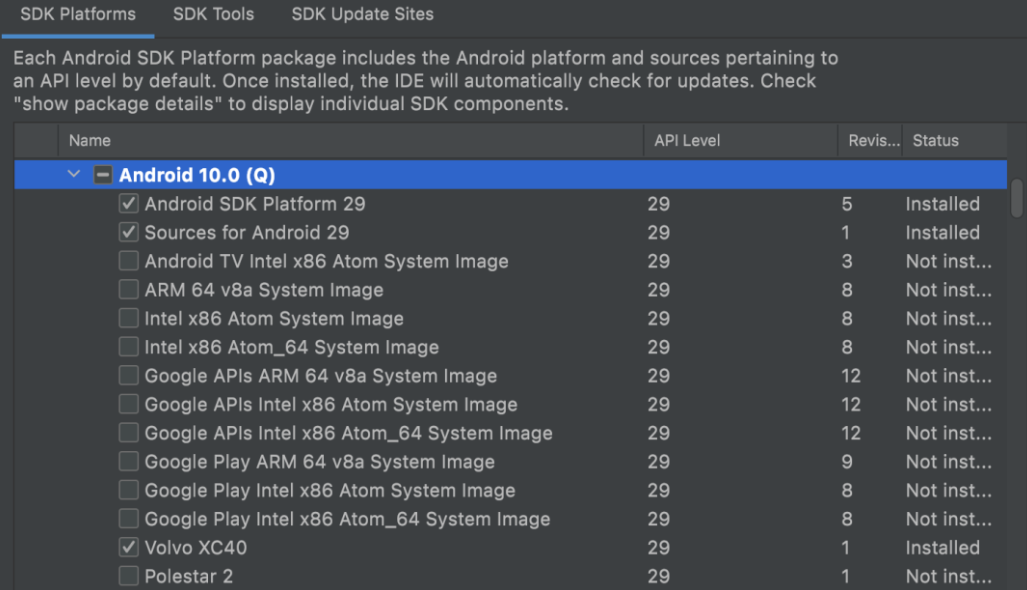 SDK Platforms SDK Tools SDK Update Sites
Each Android SDK Platform package includes the Android platform and sources pertaining to
an API level by default. Once installed, the IDE will automatically check for updates. Check
"show package details" to display individual SDK components.
Name API Level Revis... Status
Android 10.0 (Q)
Android SDK Platform 29 29 5 Installed
Sources for Android 29 29 1 Installed
Android TV Intel x86 Atom System Image 29 3 Not inst...
ARM 64 v8a System Image 29 8 Not inst...
Intel x86 Atom System Image 29 8 Not inst...
Intel x86 Atom_64 System Image 29 8 Not inst...
Google APIs ARM 64 v8a System Image 29 12 Not inst...
Google APIs Intel x86 Atom System Image 29 12 Not inst...
Google APIs Intel x86 Atom_64 System Image 29 12 Not inst...
Google Play ARM 64 v8a System Image 29 9 Not inst...
Google Play Intel x86 Atom System Image 29 8 Not inst...
Google Play Intel x86 Atom_64 System Image 29 8 Not inst...
Volvo XC40 29 1 Installed
Polestar 2 29 1 Not inst...